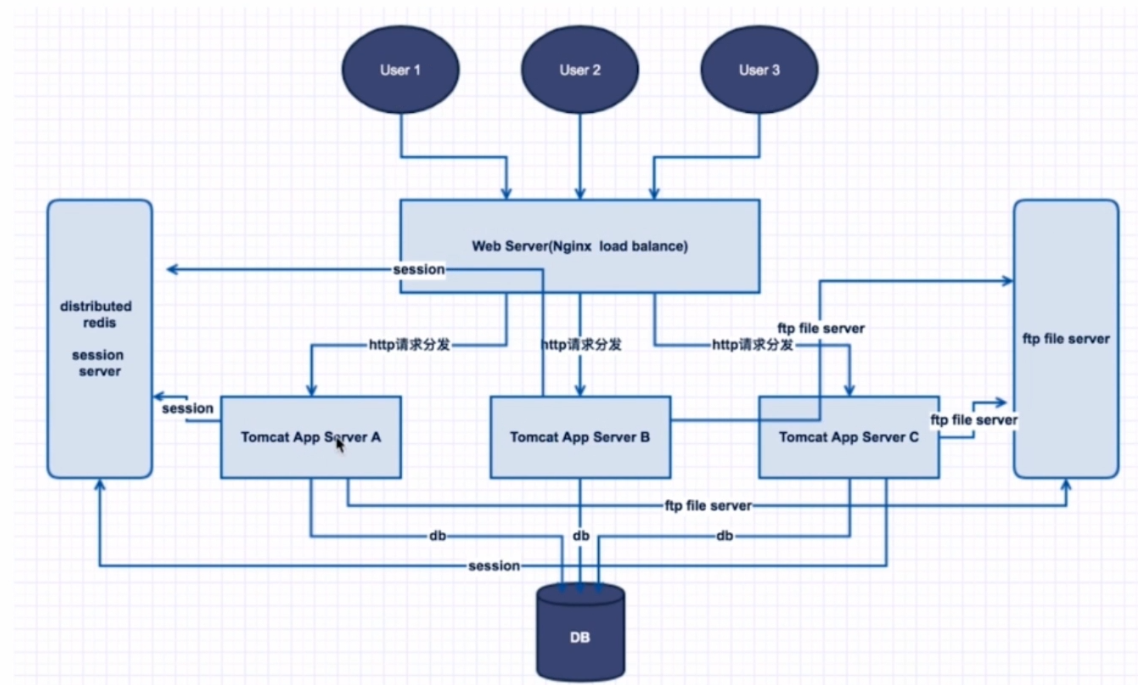 User 1
User 2
User 3
Web Server(Nginx  load balance)
session
distributed
redis
session
server
ftp file server
http请求分发
http请求分发
http请求分发
ftp file server
session
Tomcat App Server A
Tomcat App Server B
Tomcat App Server C
ftp file server
ftp file server
db
db
db
session
DB